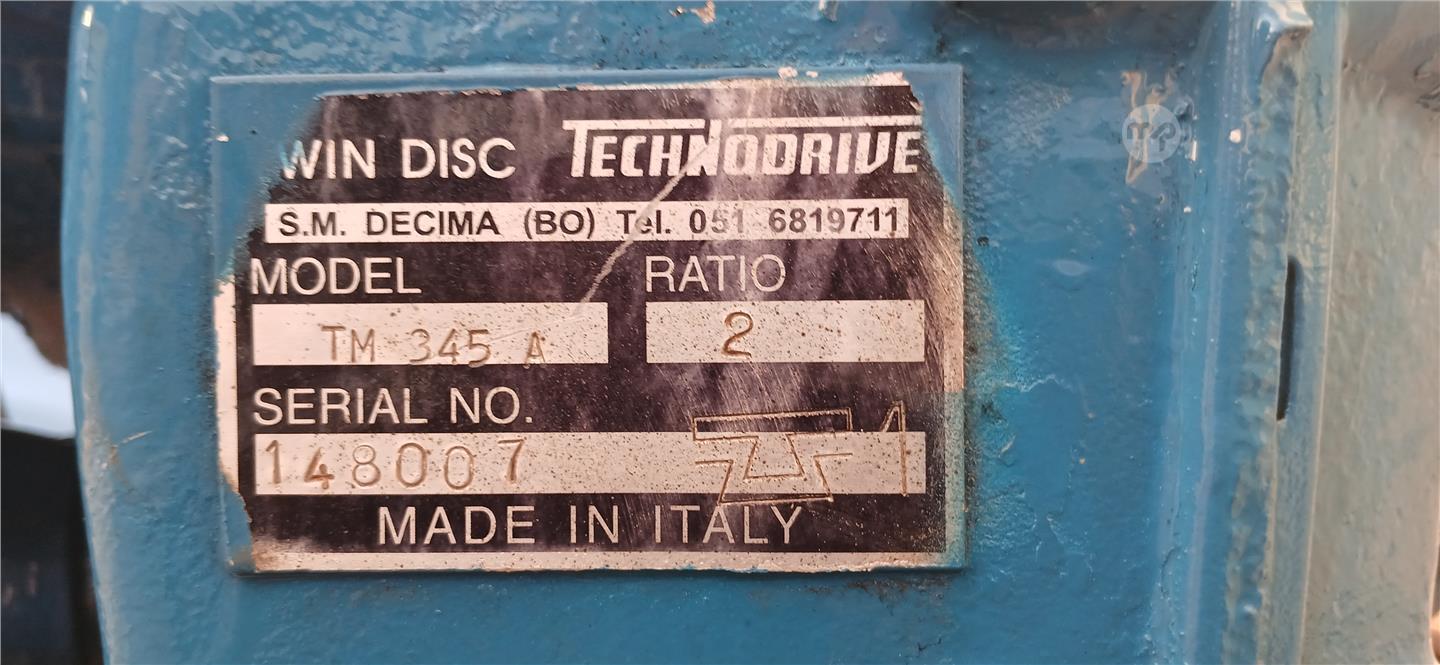 WIN DISC TECHNODRIVE
S.M. DECIMA (BO) Tel. 051 6819711
MODEL RATIO
TM 345 A 2
SERIAL NO.
148007 1
MADE IN ITALY